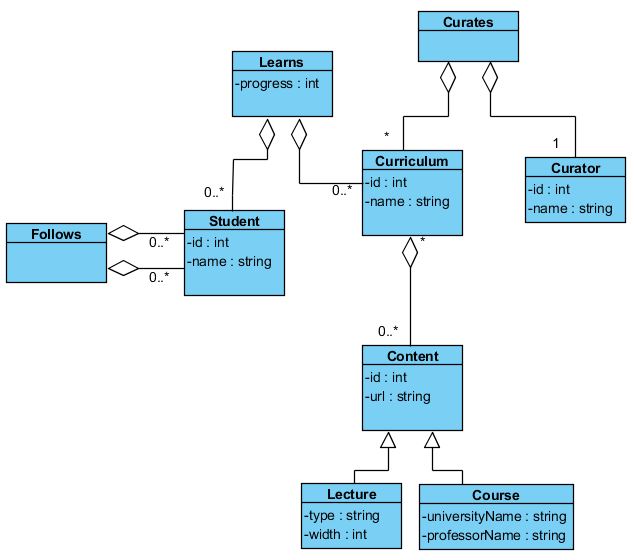 Curates
Learns
-progress : int
*
1
Curriculum
-id : int
-name : string
Curator
-id : int
-name : string
0..*
0..*
Follows
0..*
0..*
Student
-id : int
-name : string
*
0..*
Content
-id : int
-url : string
Lecture
-type : string
-width : int
Course
-universityName : string
-professorName : string